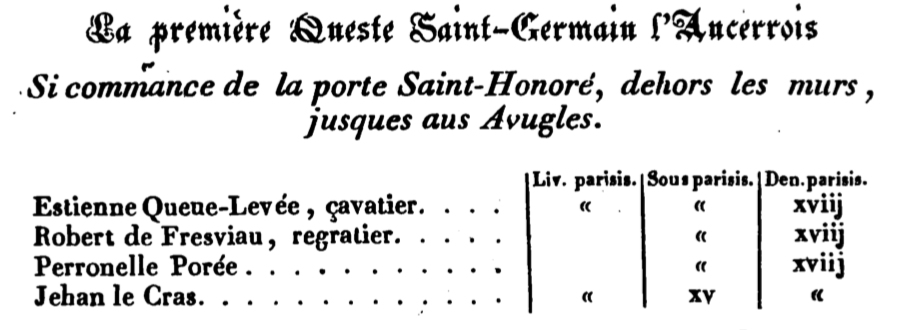 La première Queste Saint-Germain l'Aucerrois
Si commance de la porte Saint-Honoré, dehors les murs,
jusques aus Avugles.
Liv. parisis. Sous parisis. Den. parisis.
Estienne Queue-Levée, çavatier. . . . . « « xviij
Robert de Fresviau, regratier. . . . . . « xviij
Perronelle Porée . . . . . . . . . . . « xviij
Jehan le Cras. . . . . . . . . . . . . « xv «